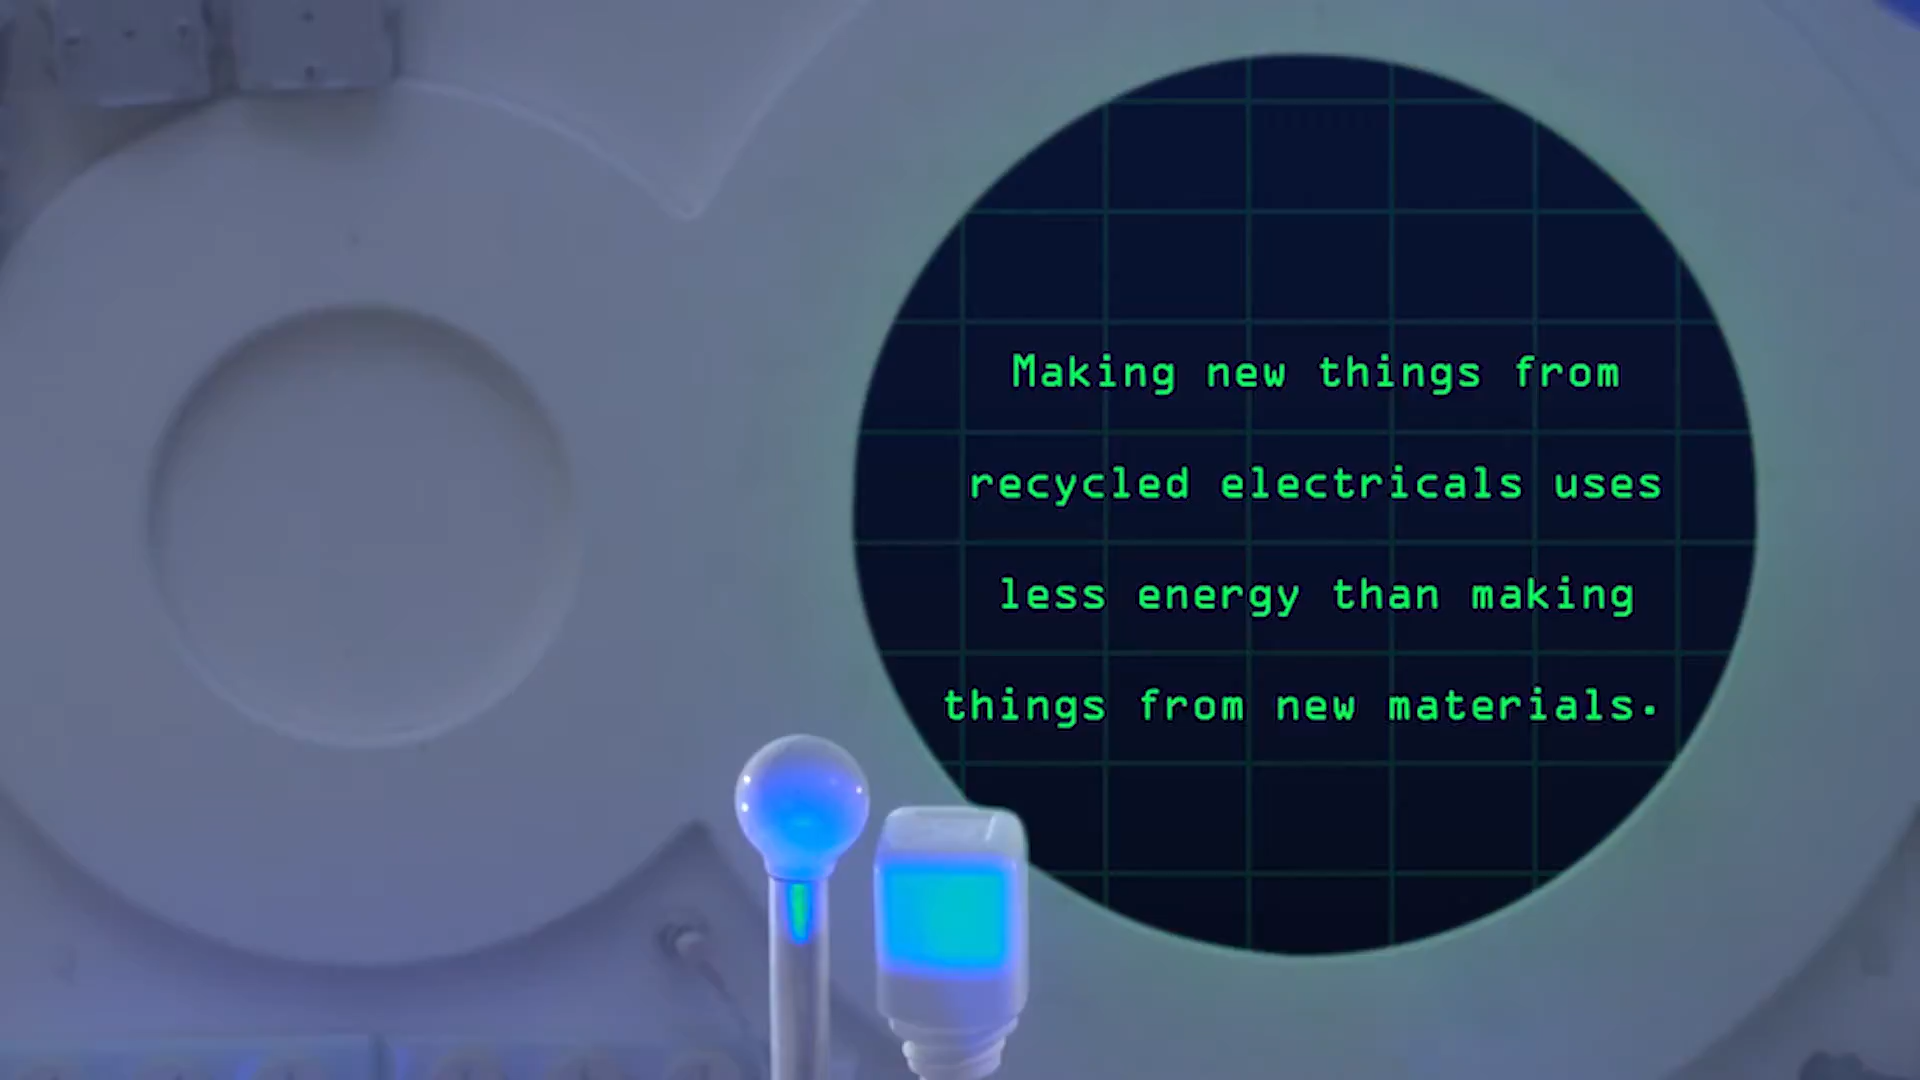 Making new things from
recycled electricals uses
less energy than making
things from new materials.